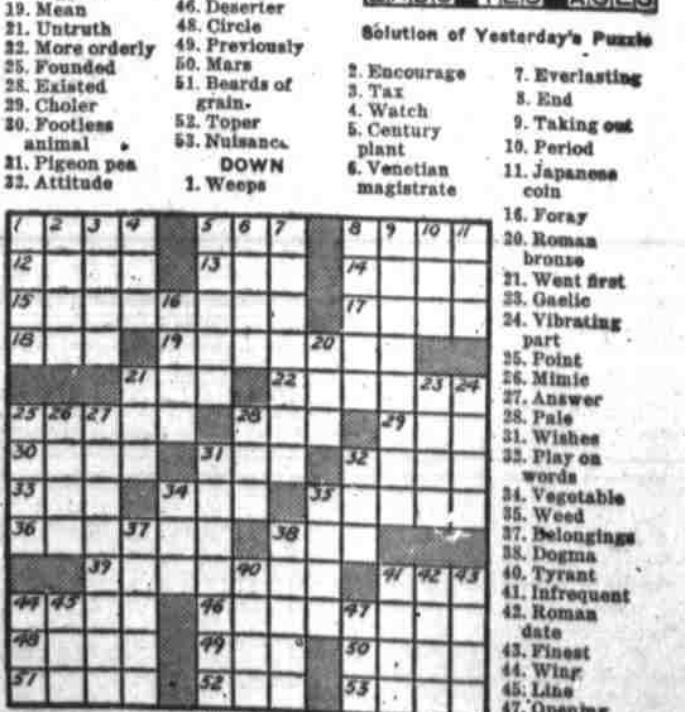 19. Mean
21. Untruth
22. More orderly
25. Founded
28. Existed
29. Choler
30. Footless
animal
31. Pigeon pea
32. Attitude
46. Deserter
48. Circle
49. Previously
50. Mars
51. Beards of
grain.
52. Toper
53. Nuisance
DOWN
1. Weeps
Solution of Yesterday's Puzzle
2. Encourage
3. Tax
4. Watch
5. Century
plant
6. Venetian
magistrate
7. Everlasting
8. End
9. Taking out
10. Period
11. Japanese
coin
16. Foray
20. Roman
bronze
21. Went first
23. Gaelic
24. Vibrating
part
25. Point
26. Mimic
27. Answer
28. Pale
31. Wishes
32. Play on
words
34. Vegetable
35. Weed
37. Belongings
38. Dogma
40. Tyrant
41. Infrequent
42. Roman
date
43. Finest
44. Wing
45. Line
47. Opening
1 2 3 4 5 6 7 8 9 10 11
12 13 14
15 16 17
18 19 20
21 22 23 24
25 26 27 28 29
30 31 32
33 34 35
36 37 38
39 40 41 42 43
44 45 46 47
48 49 50
51 52 53